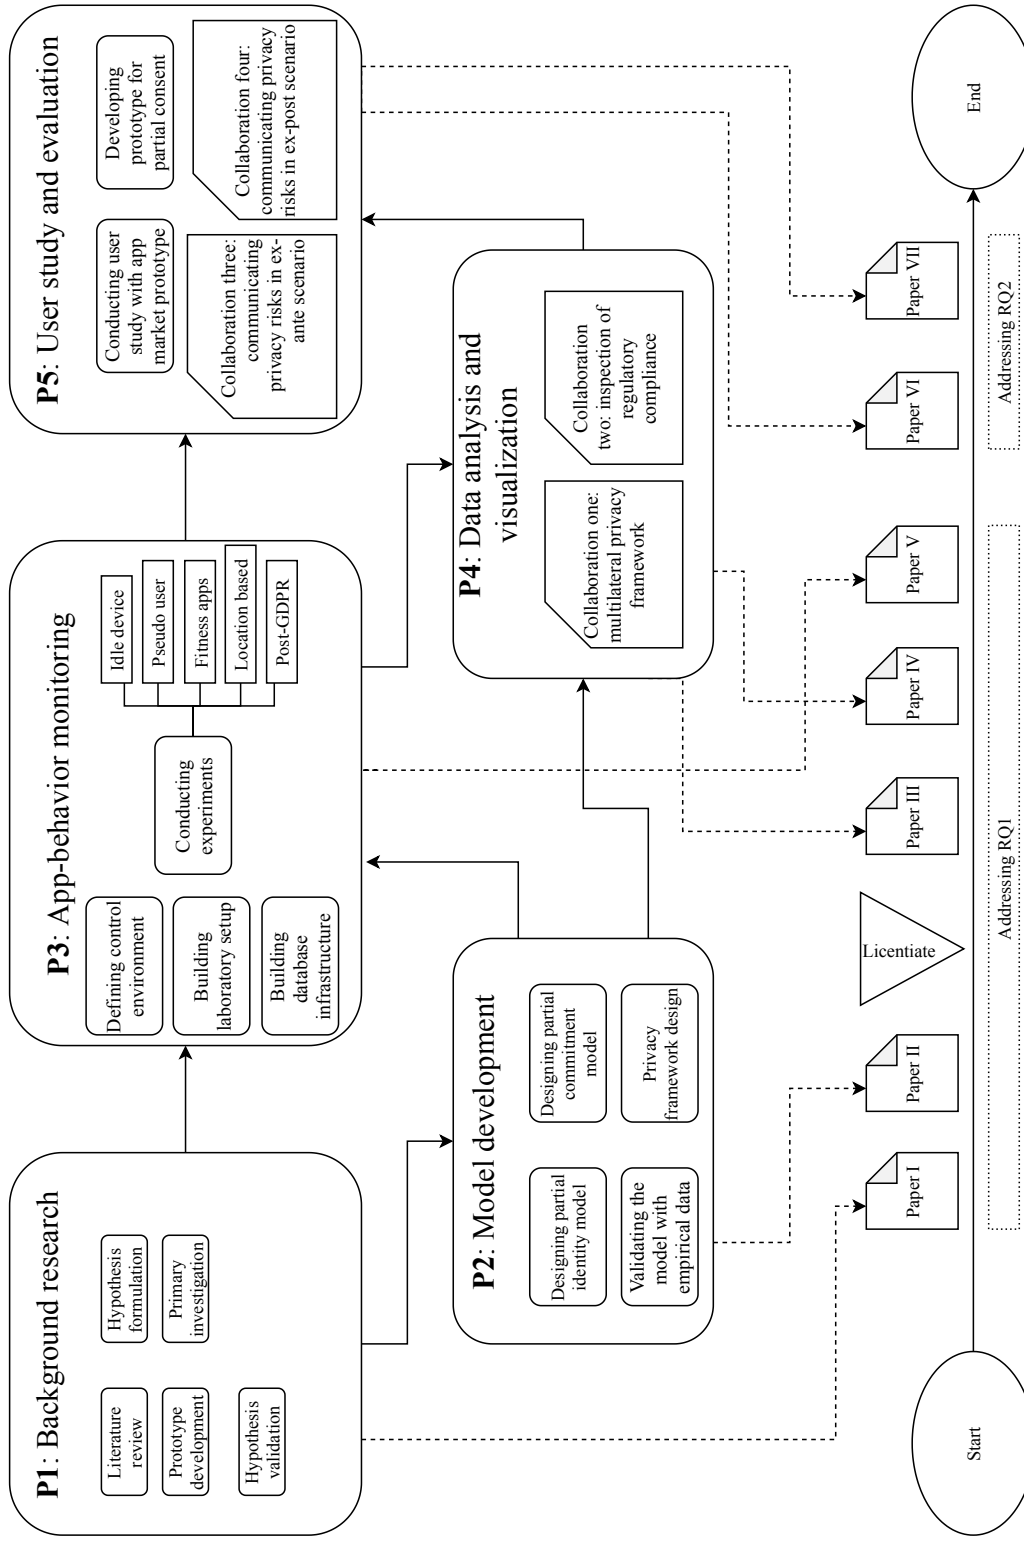 P1: Background research
Literature
review
Hypothesis
formulation
Prototype
development
Primary
investigation
Hypothesis
validation
P3: App-behavior monitoring
Defining control
environment
Building
laboratory setup
Building
database
infrastructure
Conducting
experiments
Idle device
Pseudo user
Fitness apps
Location based
Post-GDPR
P5: User study and evaluation
Conducting user
study with app
market prototype
Developing
prototype for
partial consent
Collaboration three:
communicating
privacy risks in ex-
ante scenario
Collaboration four:
communicating privacy
risks in ex-post scenario
P2: Model development
Designing partial
identity model
Designing partial
commitment
model
Validating the
model with
empirical data
Privacy
framework design
P4: Data analysis and
visualization
Collaboration one:
multilateral privacy
framework
Collaboration
two: inspection of
regulatory
compliance
Paper I
Paper II
Licentiate
Paper III
Paper IV
Paper V
Paper VI
Paper VII
Start
End
Addressing RQ1
Addressing RQ2